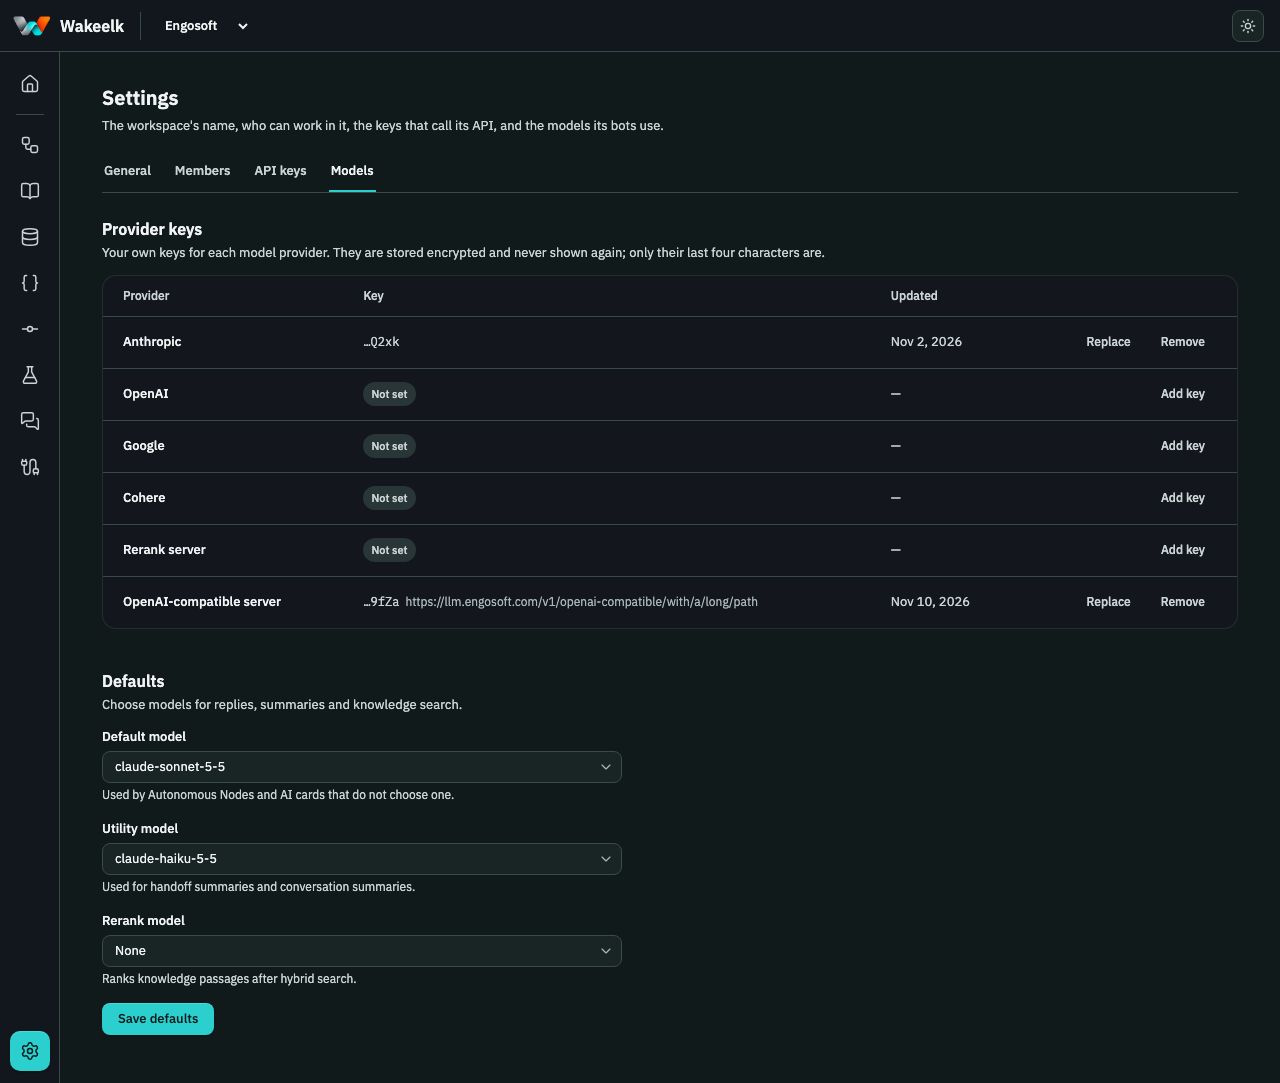 Wakeelk
Engosoft
Settings
The workspace's name, who can work in it, the keys that call its API, and the models its bots use.
General Members API keys Models
Provider keys
Your own keys for each model provider. They are stored encrypted and never shown again; only their last four characters are.
Provider Key Updated
Anthropic …Q2xk Nov 2, 2026 Replace Remove
OpenAI Not set — Add key
Google Not set — Add key
Cohere Not set — Add key
Rerank server Not set — Add key
OpenAI-compatible server …9fZa https://llm.engosoft.com/v1/openai-compatible/with/a/long/path Nov 10, 2026 Replace Remove
Defaults
Choose models for replies, summaries and knowledge search.
Default model
claude-sonnet-5-5
Used by Autonomous Nodes and AI cards that do not choose one.
Utility model
claude-haiku-5-5
Used for handoff summaries and conversation summaries.
Rerank model
None
Ranks knowledge passages after hybrid search.
Save defaults